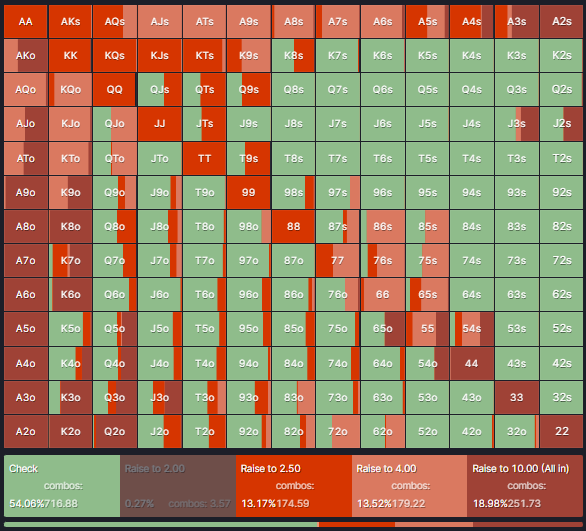 AA AKs AQs AJs ATs A9s A8s A7s A6s A5s A4s A3s A2s
AKo KK KQs KJs KTs K9s K8s K7s K6s K5s K4s K3s K2s
AQo KQo QQ QJs QTs Q9s Q8s Q7s Q6s Q5s Q4s Q3s Q2s
AJo KJo QJo JJ JTs J9s J8s J7s J6s J5s J4s J3s J2s
ATo KTo QTo JTo TT T9s T8s T7s T6s T5s T4s T3s T2s
A9o K9o Q9o J9o T9o 99 98s 97s 96s 95s 94s 93s 92s
A8o K8o Q8o J8o T8o 98o 88 87s 86s 85s 84s 83s 82s
A7o K7o Q7o J7o T7o 97o 87o 77 76s 75s 74s 73s 72s
A6o K6o Q6o J6o T6o 96o 86o 76o 66 65s 64s 63s 62s
A5o K5o Q5o J5o T5o 95o 85o 75o 65o 55 54s 53s 52s
A4o K4o Q4o J4o T4o 94o 84o 74o 64o 54o 44 43s 42s
A3o K3o Q3o J3o T3o 93o 83o 73o 63o 53o 43o 33 32s
A2o K2o Q2o J2o T2o 92o 82o 72o 62o 52o 42o 32o 22
Check Raise to 2.00 Raise to 2.50 Raise to 4.00 Raise to 10.00 (All in)
combos: combos: combos: combos:
54.06%716.88 0.27% combos: 3.57 13.17%174.59 13.52%179.22 18.98%251.73